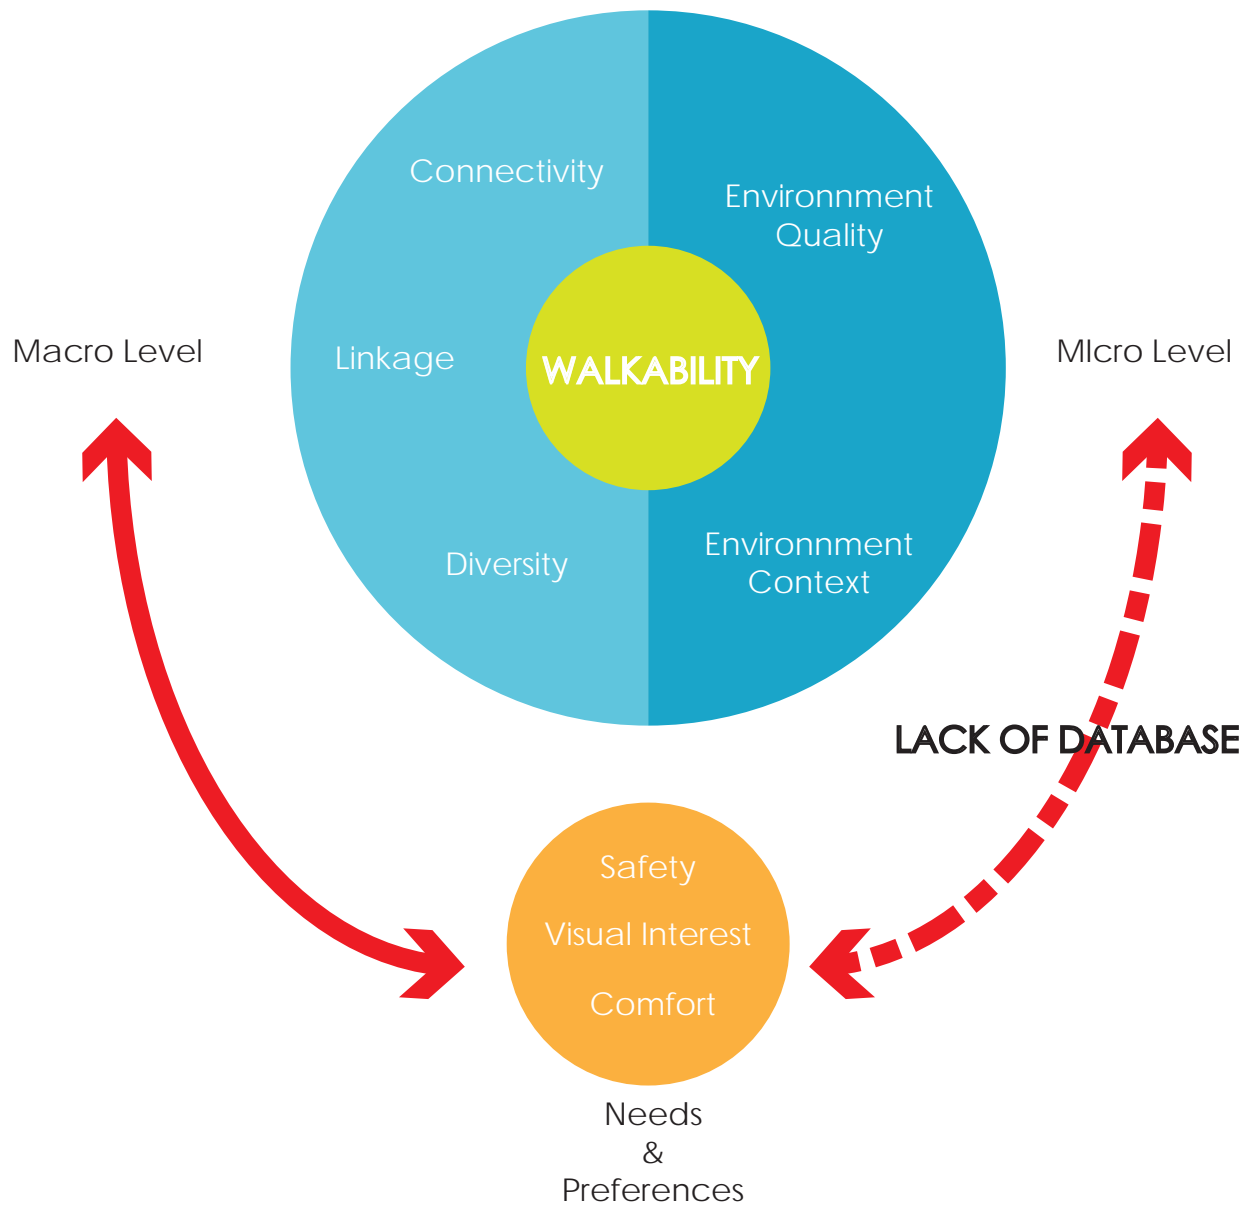 Connectivity
Environnment
Quality
Macro Level
Linkage
WALKABILITY
MIcro Level
Diversity
Environnment
Context
LACK OF DATABASE
Safety
Visual Interest
Comfort
Needs
&
Preferences